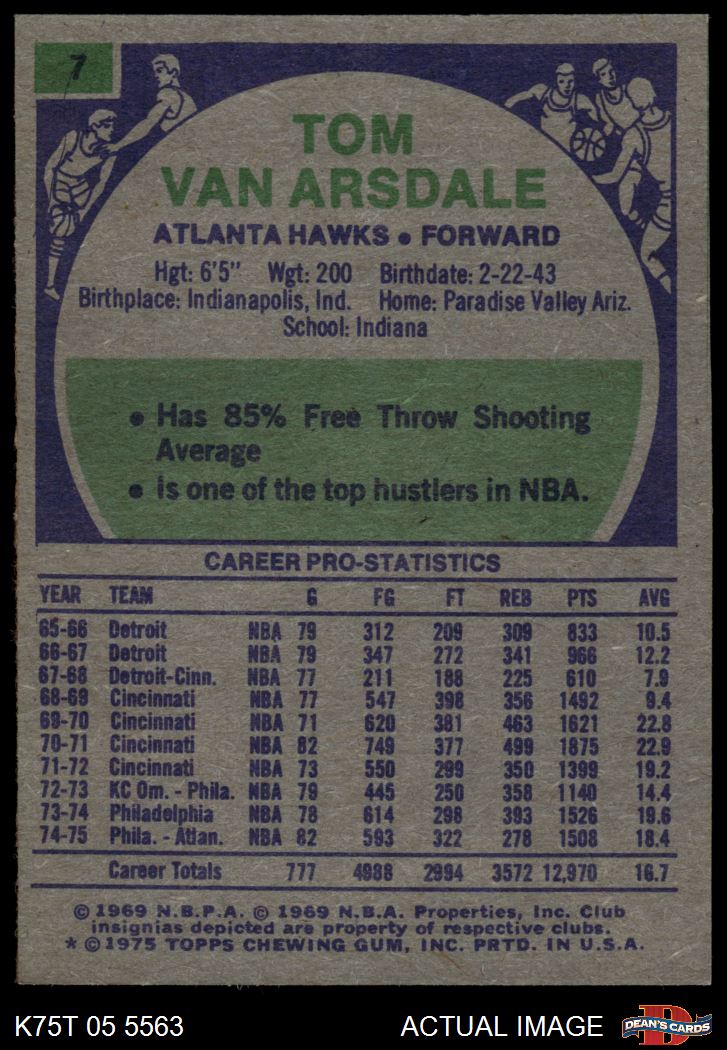 7
TOM
VAN ARSDALE
ATLANTA HAWKS • FORWARD
Hgt: 6'5" Wgt: 200 Birthdate: 2-22-43
Birthplace: Indianapolis, Ind. Home: Paradise Valley Ariz.
School: Indiana
• Has 85% Free Throw Shooting
Average
• Is one of the top hustlers in NBA.
CAREER PRO-STATISTICS
YEAR TEAM G FG FT REB PTS AVG
65-66 Detroit NBA 79 312 209 309 833 10.5
66-67 Detroit NBA 79 347 272 341 966 12.2
67-68 Detroit-Cinn. NBA 77 211 188 225 610 7.9
68-69 Cincinnati NBA 77 547 398 356 1492 9.4
69-70 Cincinnati NBA 71 620 381 463 1621 22.8
70-71 Cincinnati NBA 82 749 377 499 1875 22.9
71-72 Cincinnati NBA 73 550 299 350 1399 19.2
72-73 KC Om. - Phila. NBA 79 445 250 358 1140 14.4
73-74 Philadelphia NBA 78 614 298 393 1526 19.6
74-75 Phila. - Atlan. NBA 82 593 322 278 1508 18.4
Career Totals 777 4988 2994 3572 12,970 16.7
© 1969 N.B.P.A. © 1969 N.B.A. Properties, Inc. Club
insignias depicted are property of respective clubs.
* © 1975 TOPPS CHEWING GUM, INC. PRTD. IN U.S.A.
K75T 05 5563 ACTUAL IMAGE D DEAN'S CARDS